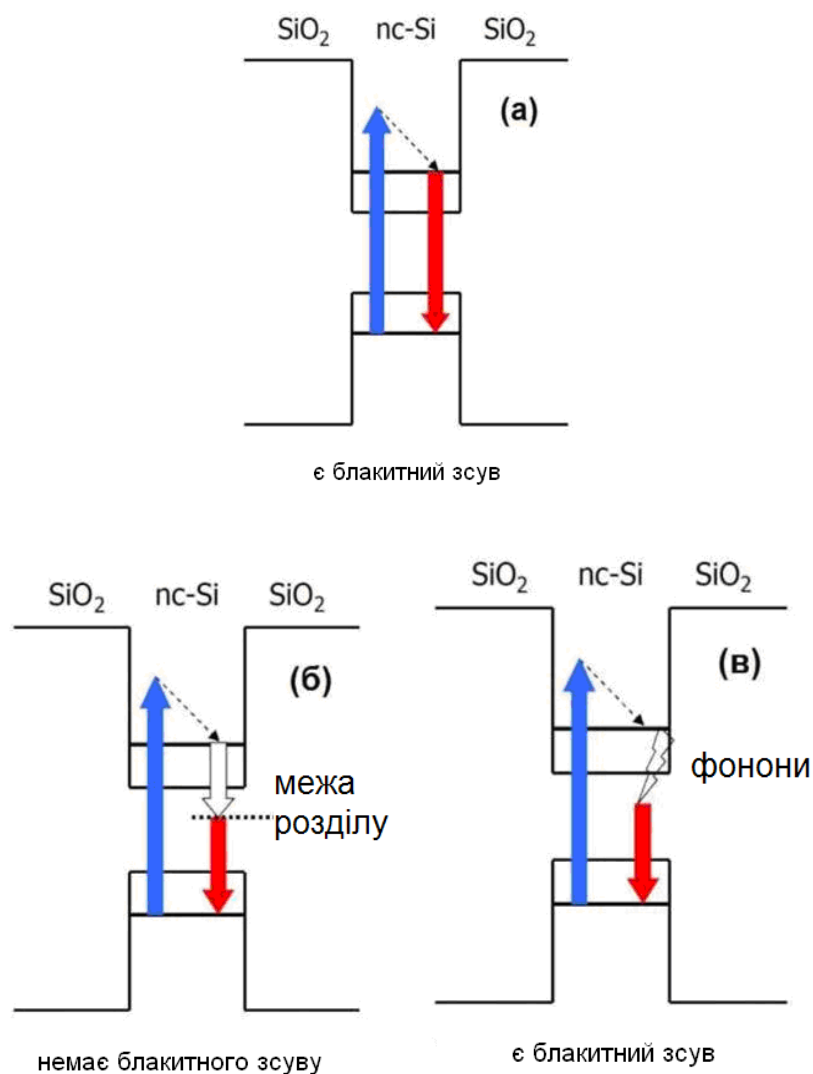 SiO₂ nc-Si SiO₂
(а)
є блакитний зсув
SiO₂ nc-Si SiO₂
(б)
межа
розділу
немає блакитного зсуву
SiO₂ nc-Si SiO₂
(в)
фонони
є блакитний зсув